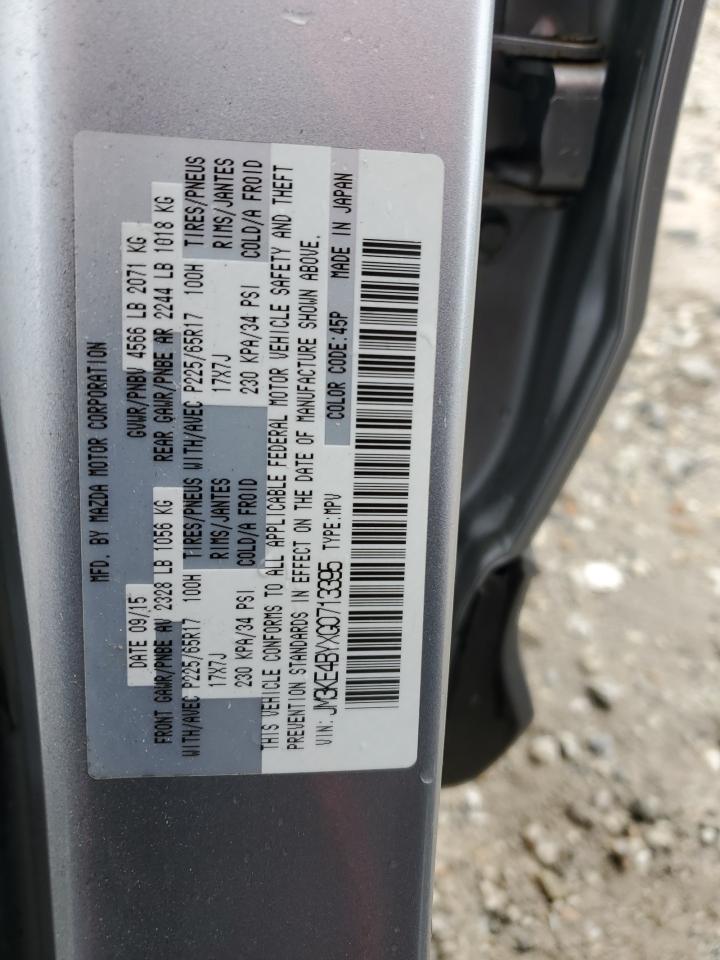 MFD. BY MAZDA MOTOR CORPORATION
DATE 09/15 GVWR/PNBV 4566 LB 2071 KG
FRONT GAWR/PNBE AV 2328 LB 1056 KG REAR GAWR/PNBE AR 2244 LB 1018 KG
WITH/AVEC P225/65R17 100H TIRES/PNEUS WITH/AVEC P225/65R17 100H TIRES/PNEUS
17X7J RIMS/JANTES 17X7J RIMS/JANTES
230 KPA/34 PSI COLD/A FROID 230 KPA/34 PSI COLD/A FROID
THIS VEHICLE CONFORMS TO ALL APPLICABLE FEDERAL MOTOR VEHICLE SAFETY AND THEFT
PREVENTION STANDARDS IN EFFECT ON THE DATE OF MANUFACTURE SHOWN ABOVE.
VIN: JM3KE4BYXG0713395 TYPE:MPV COLOR CODE:45P MADE IN JAPAN